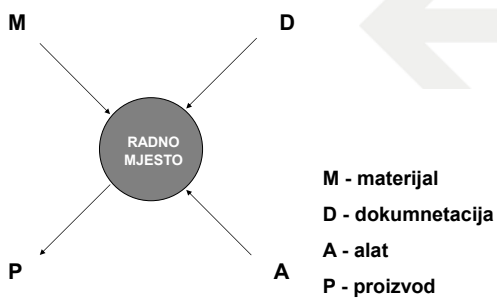 M
D
RADNO
MJESTO
P
A
M - materijal
D - dokumnetacija
A - alat
P - proizvod